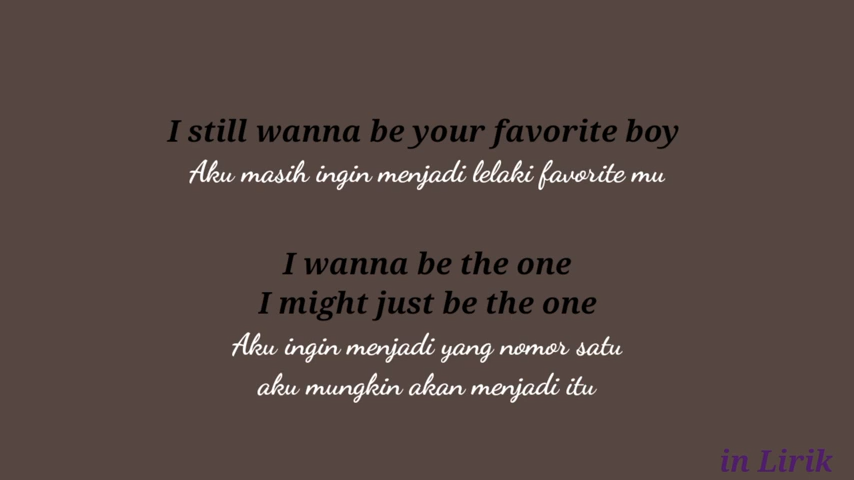 I still wanna be your favorite boy
Aku masih ingin menjadi lelaki favorite mu
I wanna be the one
I might just be the one
Aku ingin menjadi yang nomor satu
aku mungkin akan menjadi itu
in Lirik